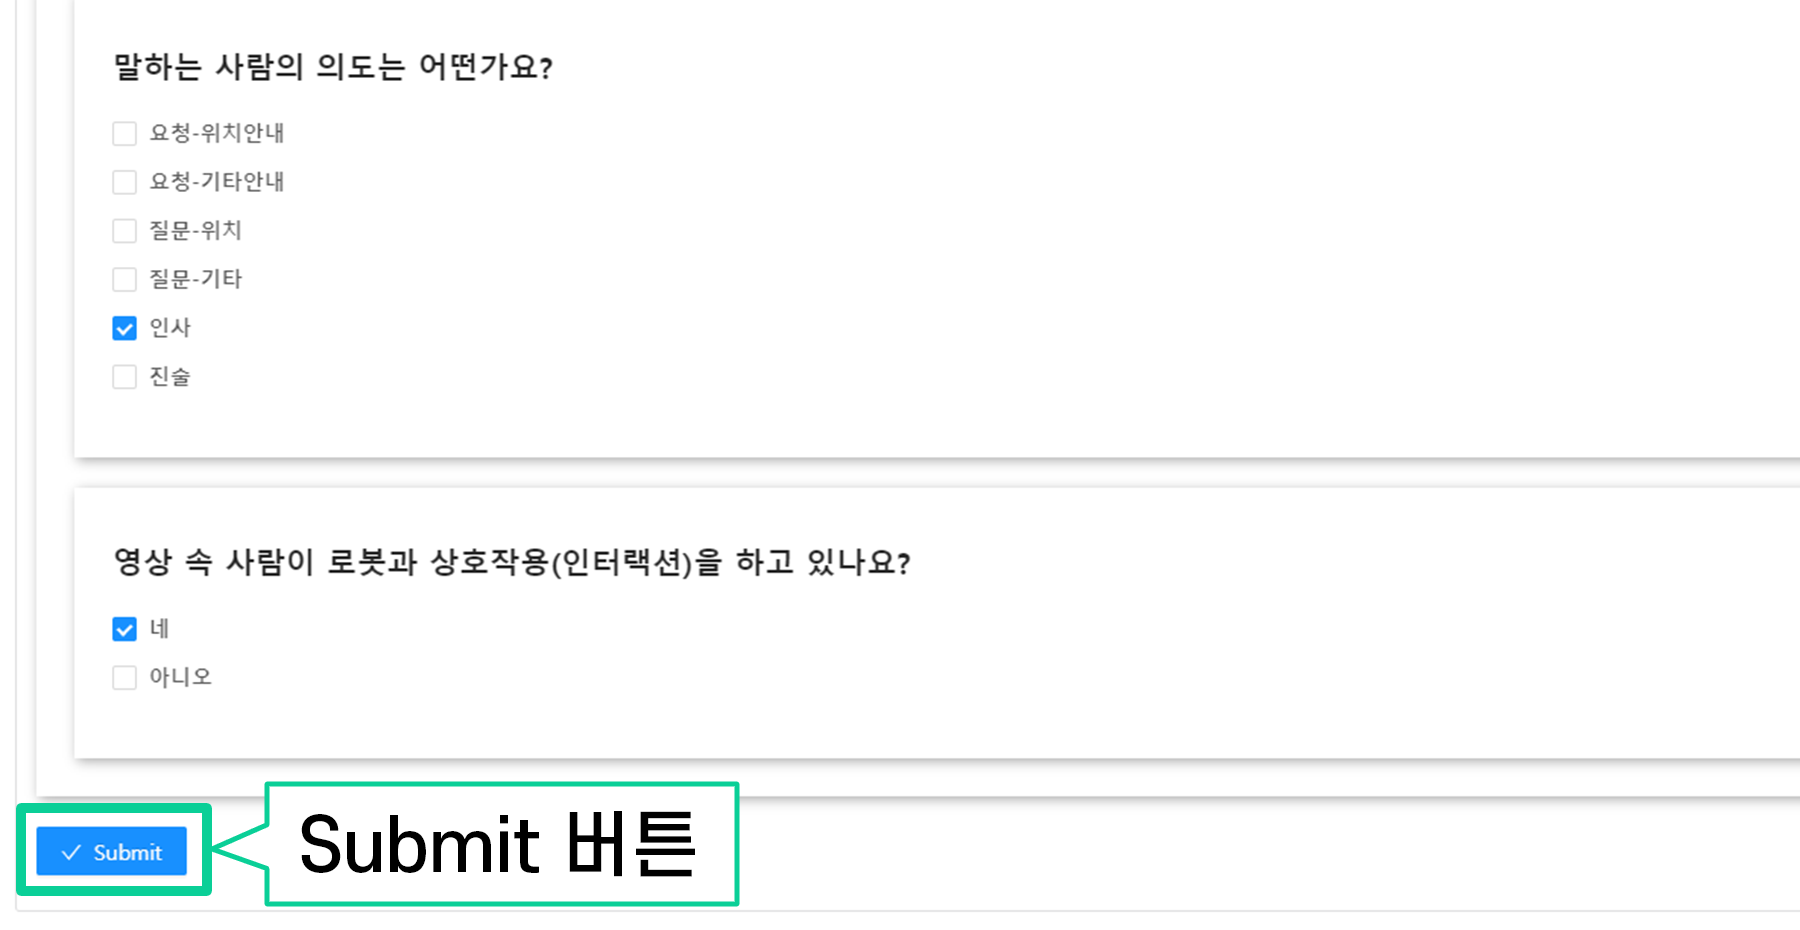 말하는 사람의 의도는 어떤가요?
요청-위치안내
요청-기타안내
질문-위치
질문-기타
인사
진술
영상 속 사람이 로봇과 상호작용(인터랙션)을 하고 있나요?
네
아니오
Submit
Submit 버튼